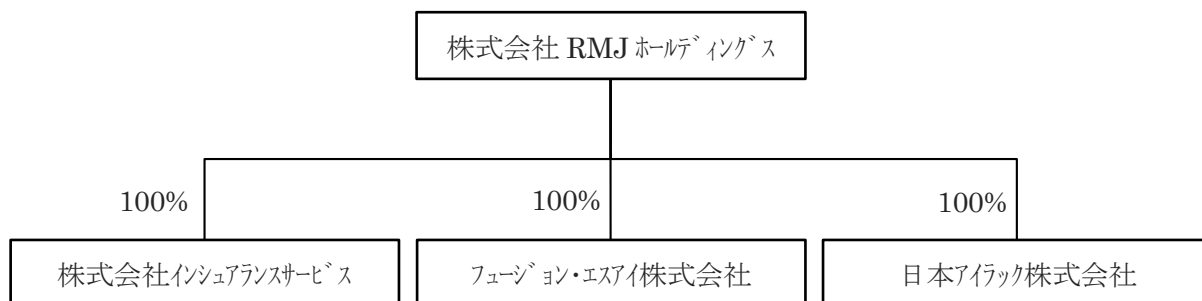 株式会社 RMJ ホールディングス
100%
100%
100%
株式会社インシュアランスサービス
フュージョン・エスアイ株式会社
日本アイラック株式会社